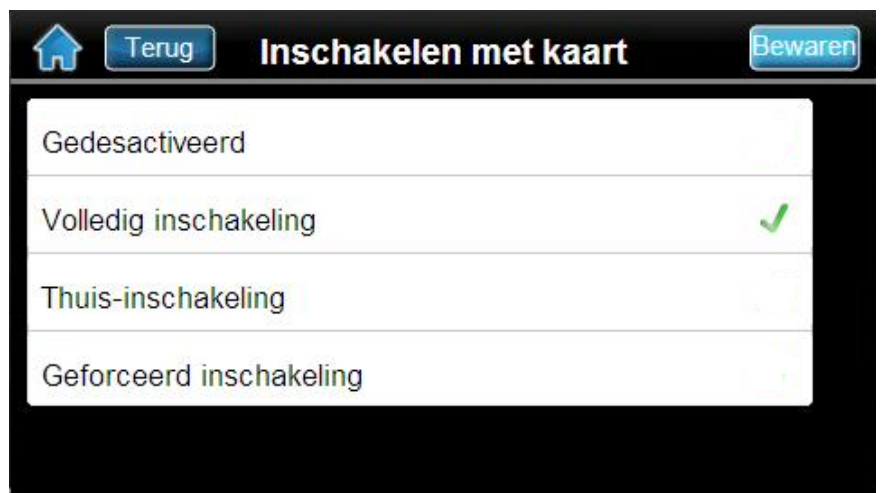 Terug Inschakelen met kaart Bewaren
Gedesactiveerd
Volledig inschakeling
Thuis-inschakeling
Geforceerd inschakeling